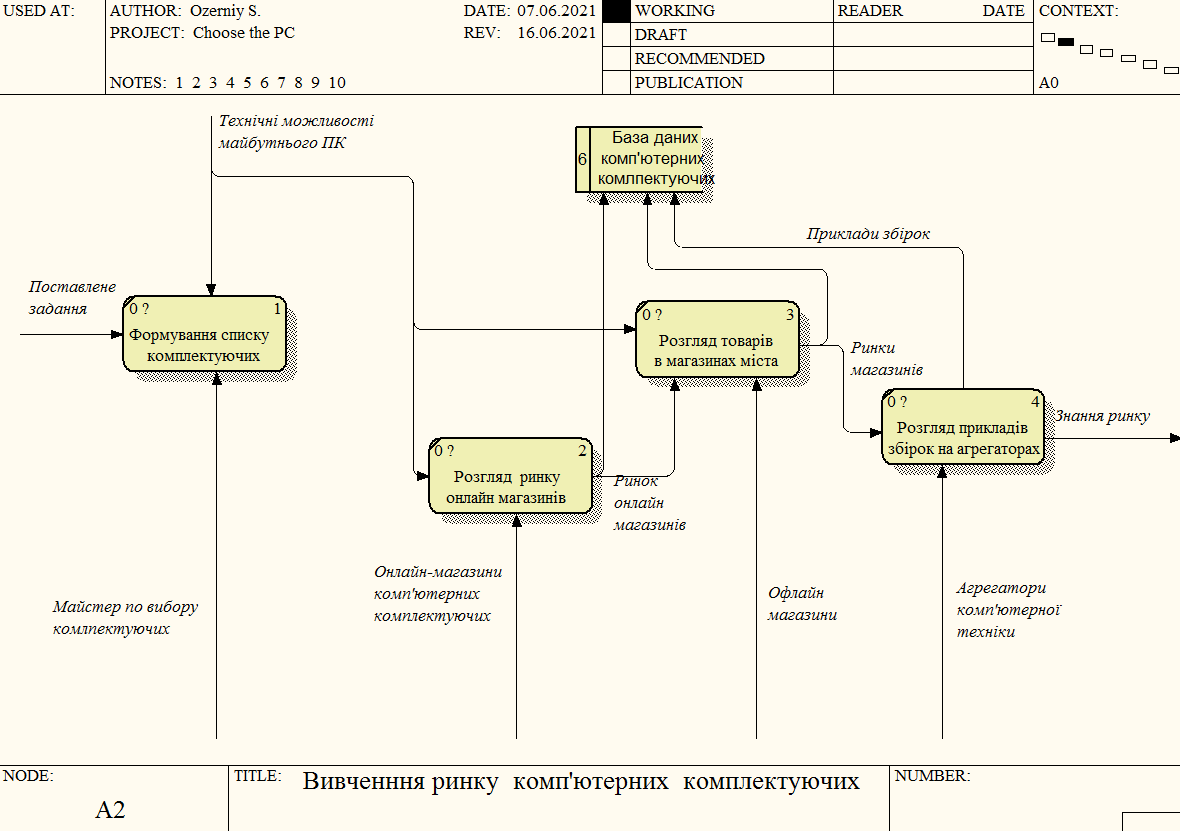 USED AT:
AUTHOR: Ozerniy S.
DATE: 07.06.2021
PROJECT: Choose the PC
REV: 16.06.2021
NOTES: 1 2 3 4 5 6 7 8 9 10
WORKING
DRAFT
RECOMMENDED
PUBLICATION
READER
DATE
CONTEXT:
A0
Технічні можливості
майбутнього ПК
6
База даних
комп'ютерних
комлпектуючих
Приклади збірок
Поставлене
задання
0 ?
1
Формування списку
комплектуючих
0 ?
3
Розгляд товарів
в магазинах міста
Ринки
магазинів
0 ?
4
Розгляд прикладів
збірок на агрегаторах
Знання ринку
0 ?
2
Розгляд ринку
онлайн магазинів
Ринок
онлайн
магазинів
Майстер по вибору
комлпектуючих
Онлайн-магазини
комп'ютерних
комплектуючих
Офлайн
магазини
Агрегатори
комп'ютерної
техніки
NODE:
A2
TITLE:
Вивченння ринку комп'ютерних комплектуючих
NUMBER: